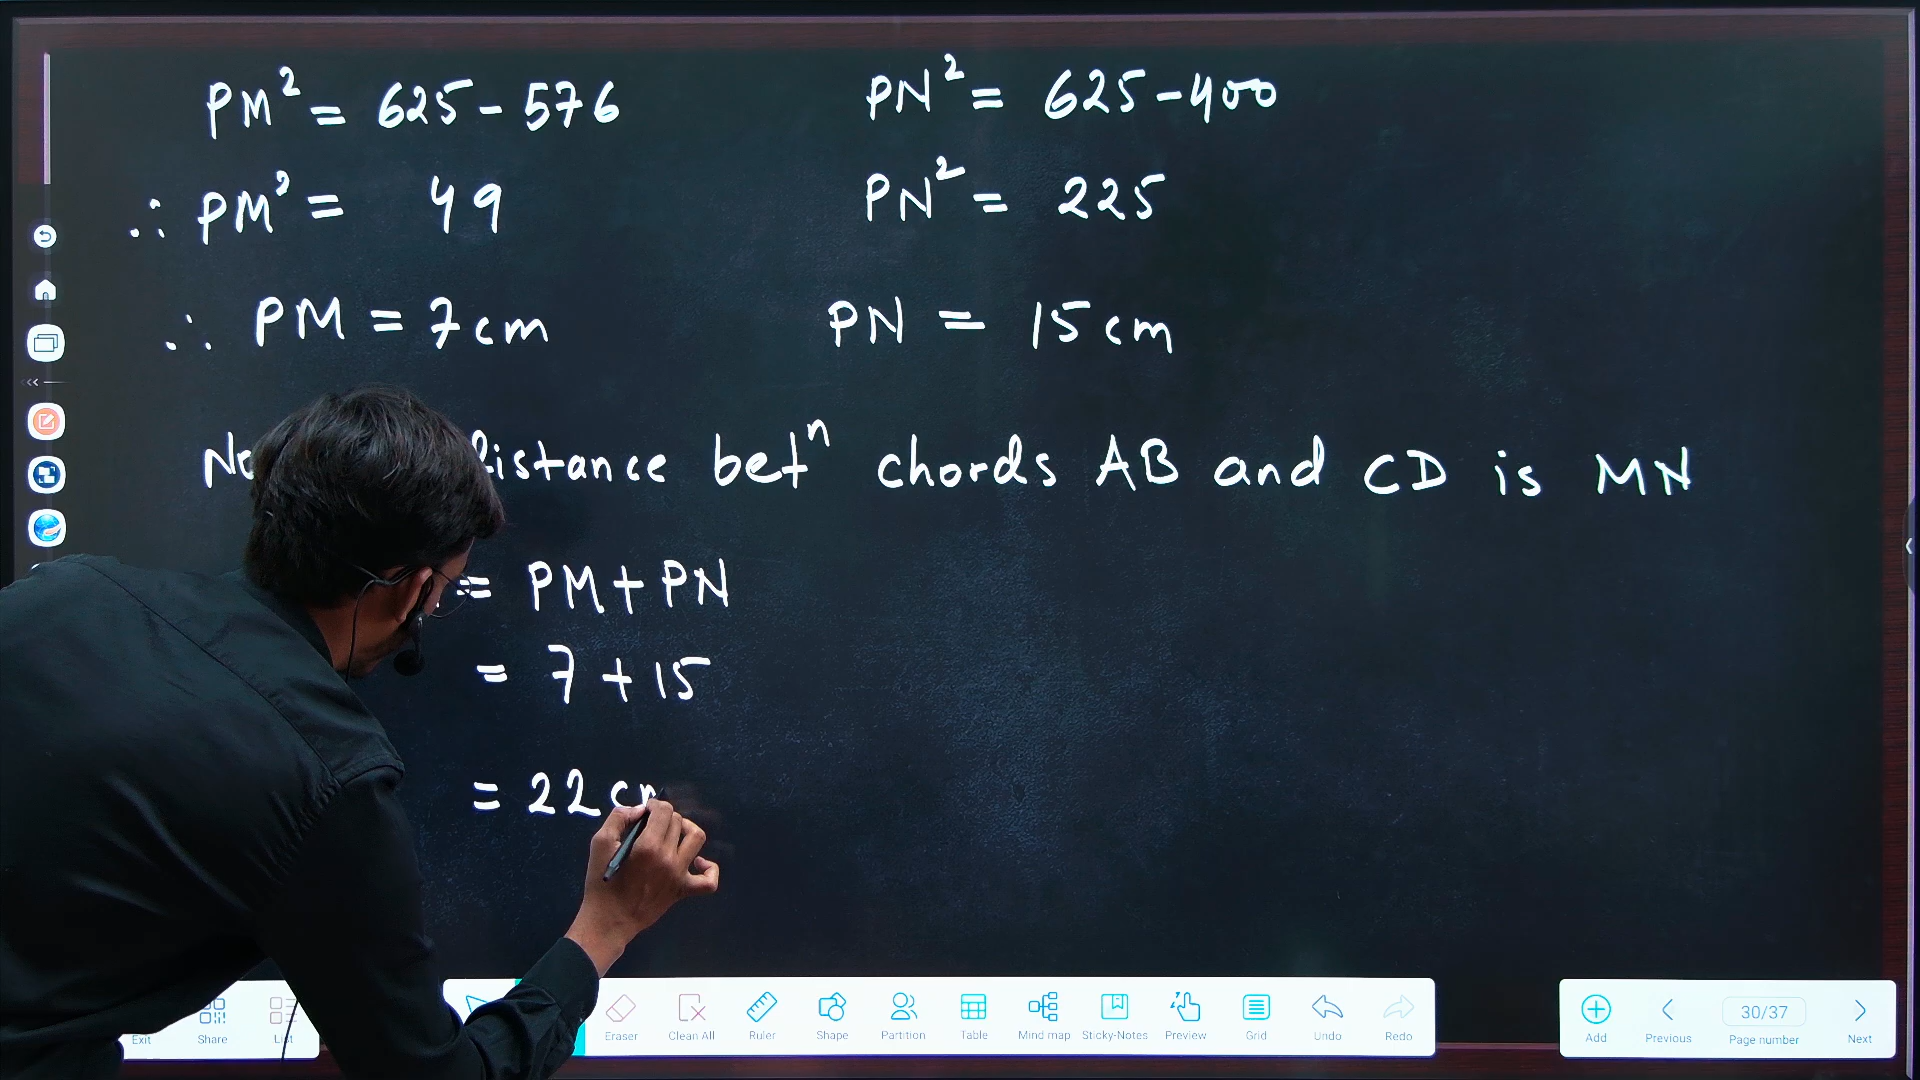 PM² = 625 - 576
PN² = 625 - 400
∴ PM² = 49
PN² = 225
∴ PM = 7 cm
PN = 15 cm
istance betⁿ chords AB and CD is MN
= PM + PN
= 7 + 15
= 22 c
Exit
Share
List
Eraser
Clean All
Ruler
Shape
Partition
Table
Mind map
Sticky-Notes
Preview
Grid
Undo
Redo
Add
Previous
30/37
Page number
Next